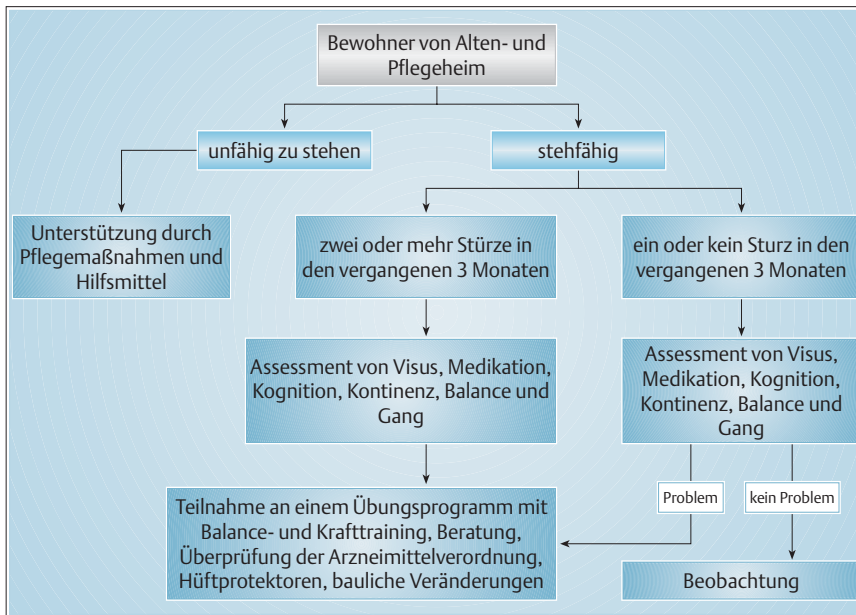 Bewohner von Alten- und
Pflegeheim
unfähig zu stehen
stehfähig
Unterstützung durch
Pflegemaßnahmen und
Hilfsmittel
zwei oder mehr Stürze in
den vergangenen 3 Monaten
ein oder kein Sturz in den
vergangenen 3 Monaten
Assessment von Visus, Medikation,
Kognition, Kontinenz, Balance und
Gang
Assessment von Visus,
Medikation, Kognition,
Kontinenz, Balance und
Gang
Problem
kein Problem
Teilnahme an einem Übungsprogramm mit
Balance- und Krafttraining, Beratung,
Überprüfung der Arzneimittelverordnung,
Hüftprotektoren, bauliche Veränderungen
Beobachtung